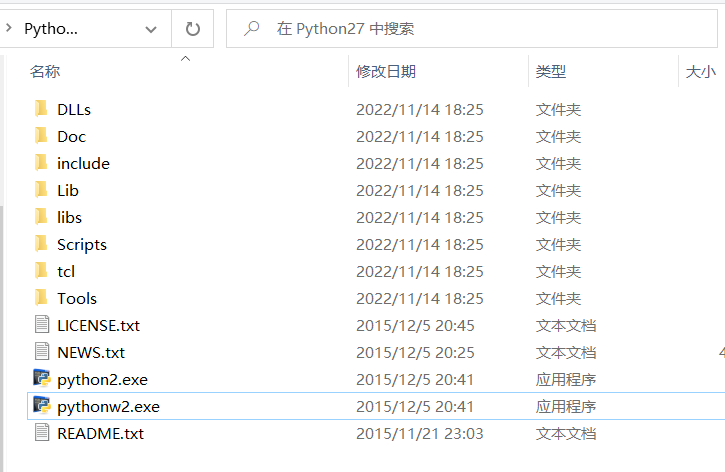 Pytho...
在 Python27 中搜索
名称 修改日期 类型 大小
DLLs 2022/11/14 18:25 文件夹
Doc 2022/11/14 18:25 文件夹
include 2022/11/14 18:25 文件夹
Lib 2022/11/14 18:25 文件夹
libs 2022/11/14 18:25 文件夹
Scripts 2022/11/14 18:25 文件夹
tcl 2022/11/14 18:25 文件夹
Tools 2022/11/14 18:25 文件夹
LICENSE.txt 2015/12/5 20:45 文本文档
NEWS.txt 2015/12/5 20:25 文本文档
python2.exe 2015/12/5 20:41 应用程序
pythonw2.exe 2015/12/5 20:41 应用程序
README.txt 2015/11/21 23:03 文本文档